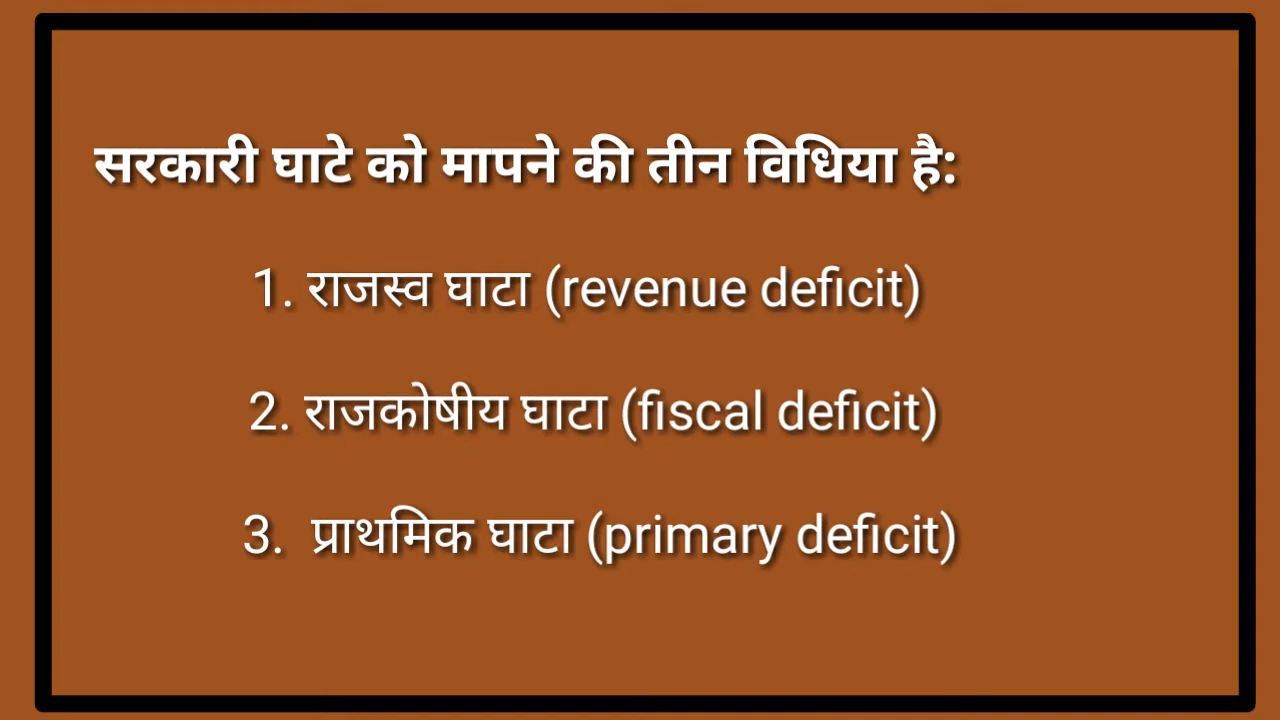 सरकारी घाटे को मापने की तीन विधिया है:
1. राजस्व घाटा (revenue deficit)
2. राजकोषीय घाटा (fiscal deficit)
3. प्राथमिक घाटा (primary deficit)